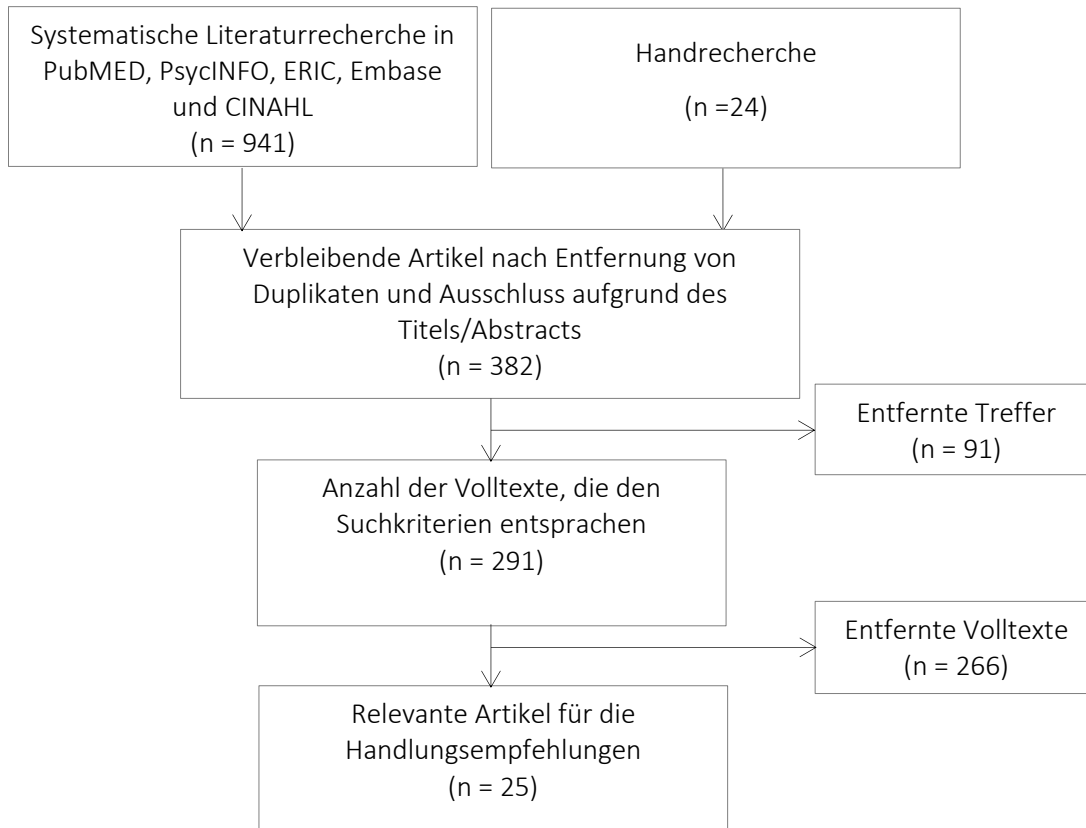 Systematische Literaturrecherche in
PubMED, PsycINFO, ERIC, Embase
und CINAHL
(n = 941)
Handrecherche
(n =24)
Verbleibende Artikel nach Entfernung von
Duplikaten und Ausschluss aufgrund des
Titels/Abstracts
(n = 382)
Entfernte Treffer
(n = 91)
Anzahl der Volltexte, die den
Suchkriterien entsprachen
(n = 291)
Entfernte Volltexte
(n = 266)
Relevante Artikel für die
Handlungsempfehlungen
(n = 25)